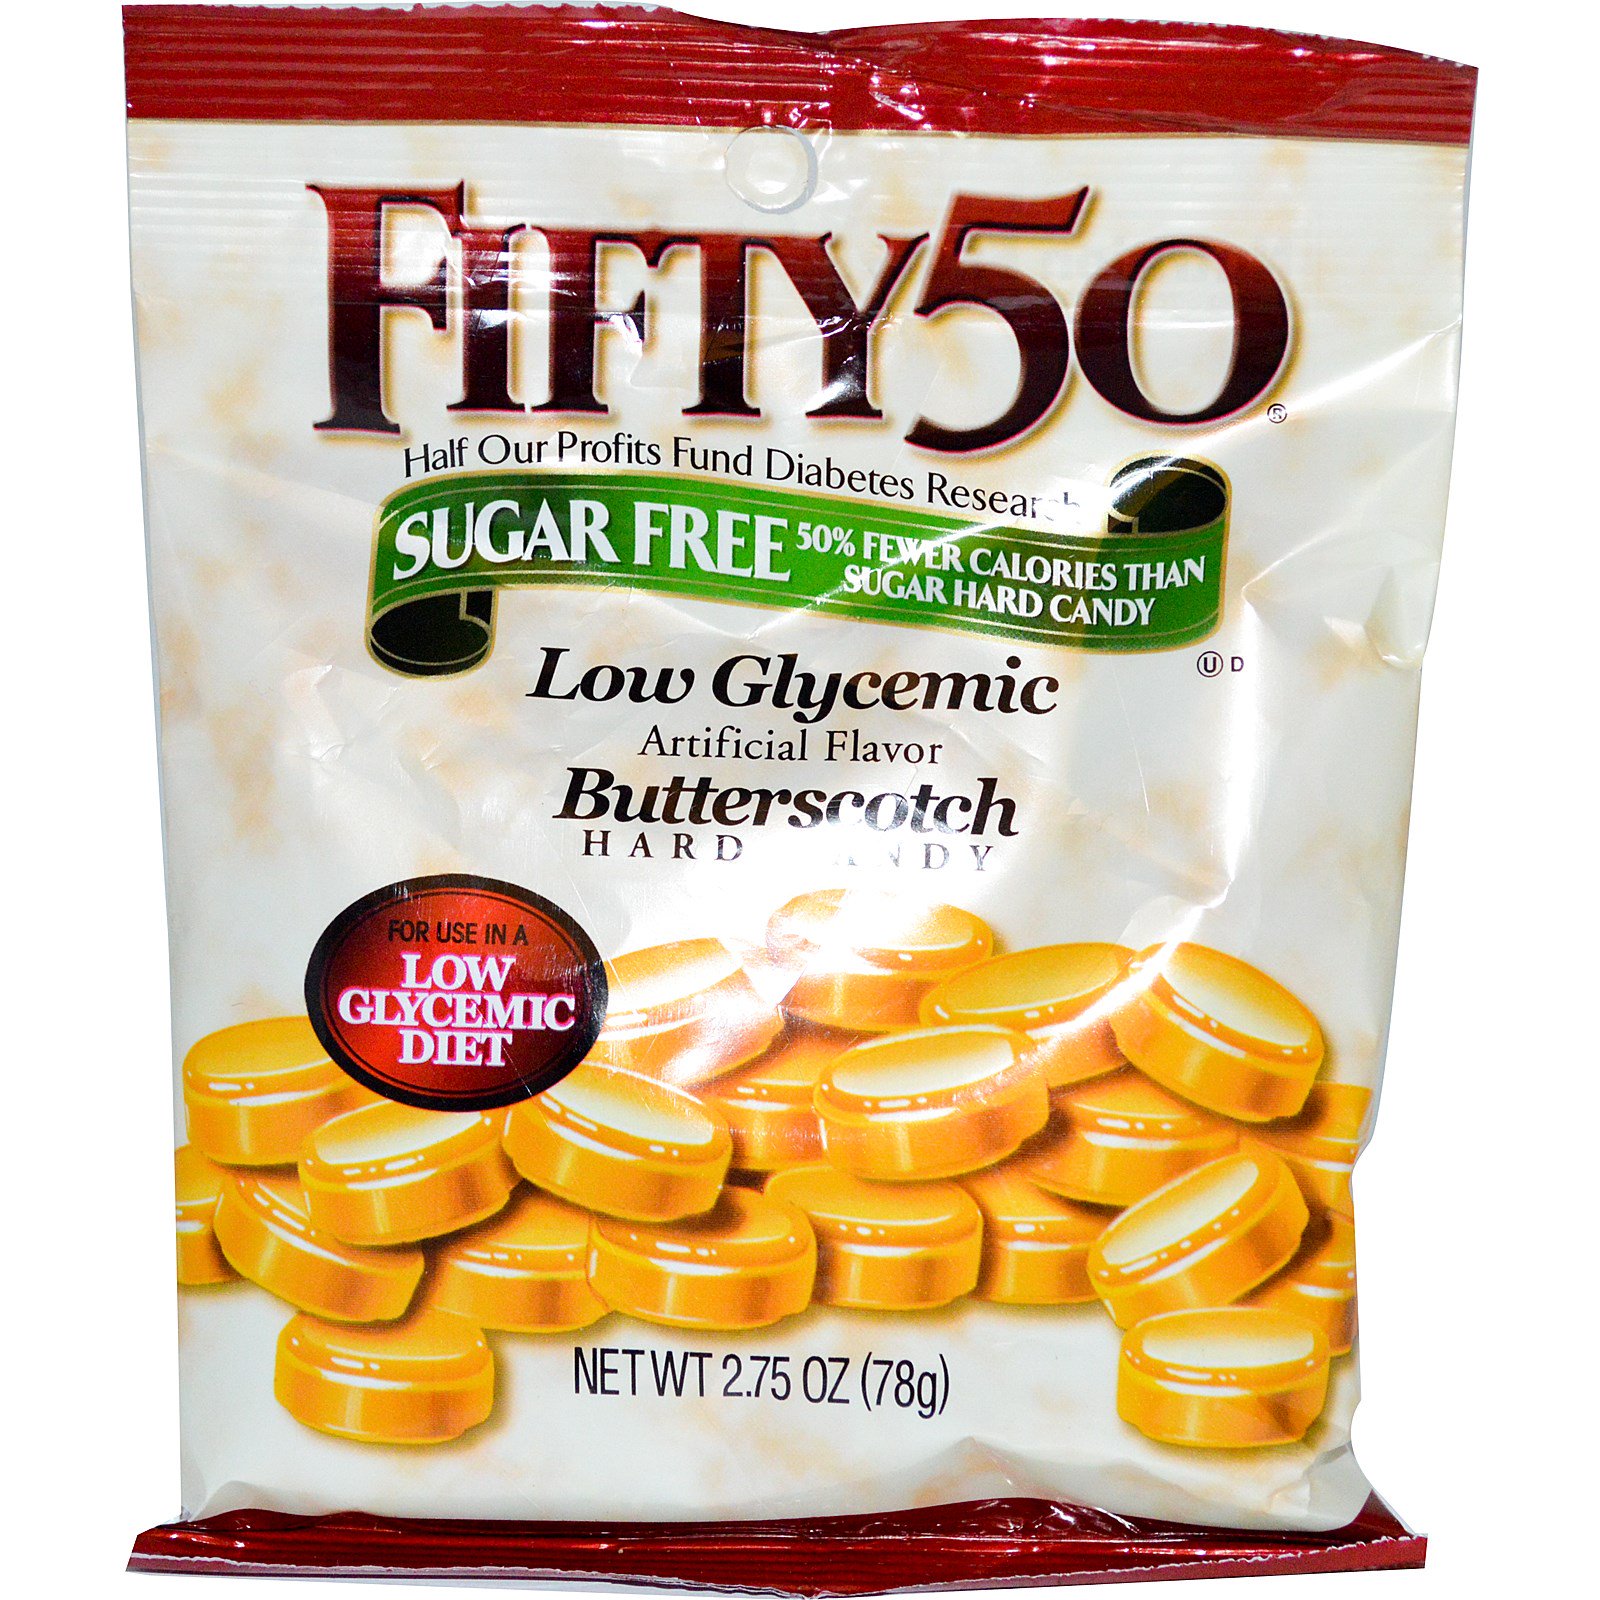 FIFTY50®
Half Our Profits Fund Diabetes Research
SUGAR FREE 50% FEWER CALORIES THAN
SUGAR HARD CANDY
Ⓤ D
Low Glycemic
Artificial Flavor
Butterscotch
HARD CANDY
FOR USE IN A
LOW
GLYCEMIC
DIET
NET WT 2.75 OZ (78g)